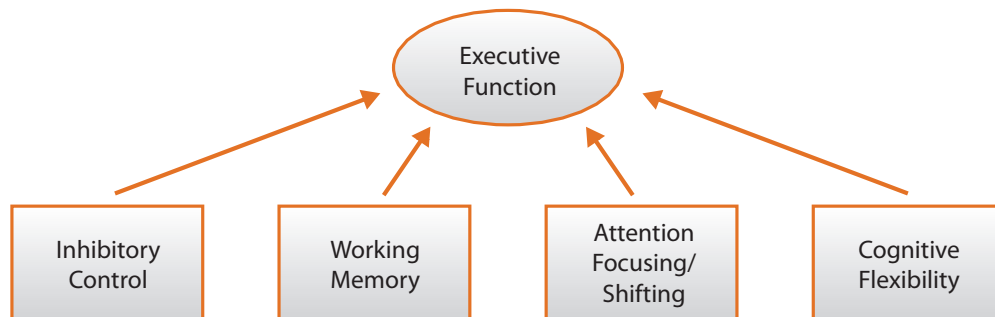 Executive
Function
Inhibitory
Control
Working
Memory
Attention
Focusing/
Shifting
Cognitive
Flexibility